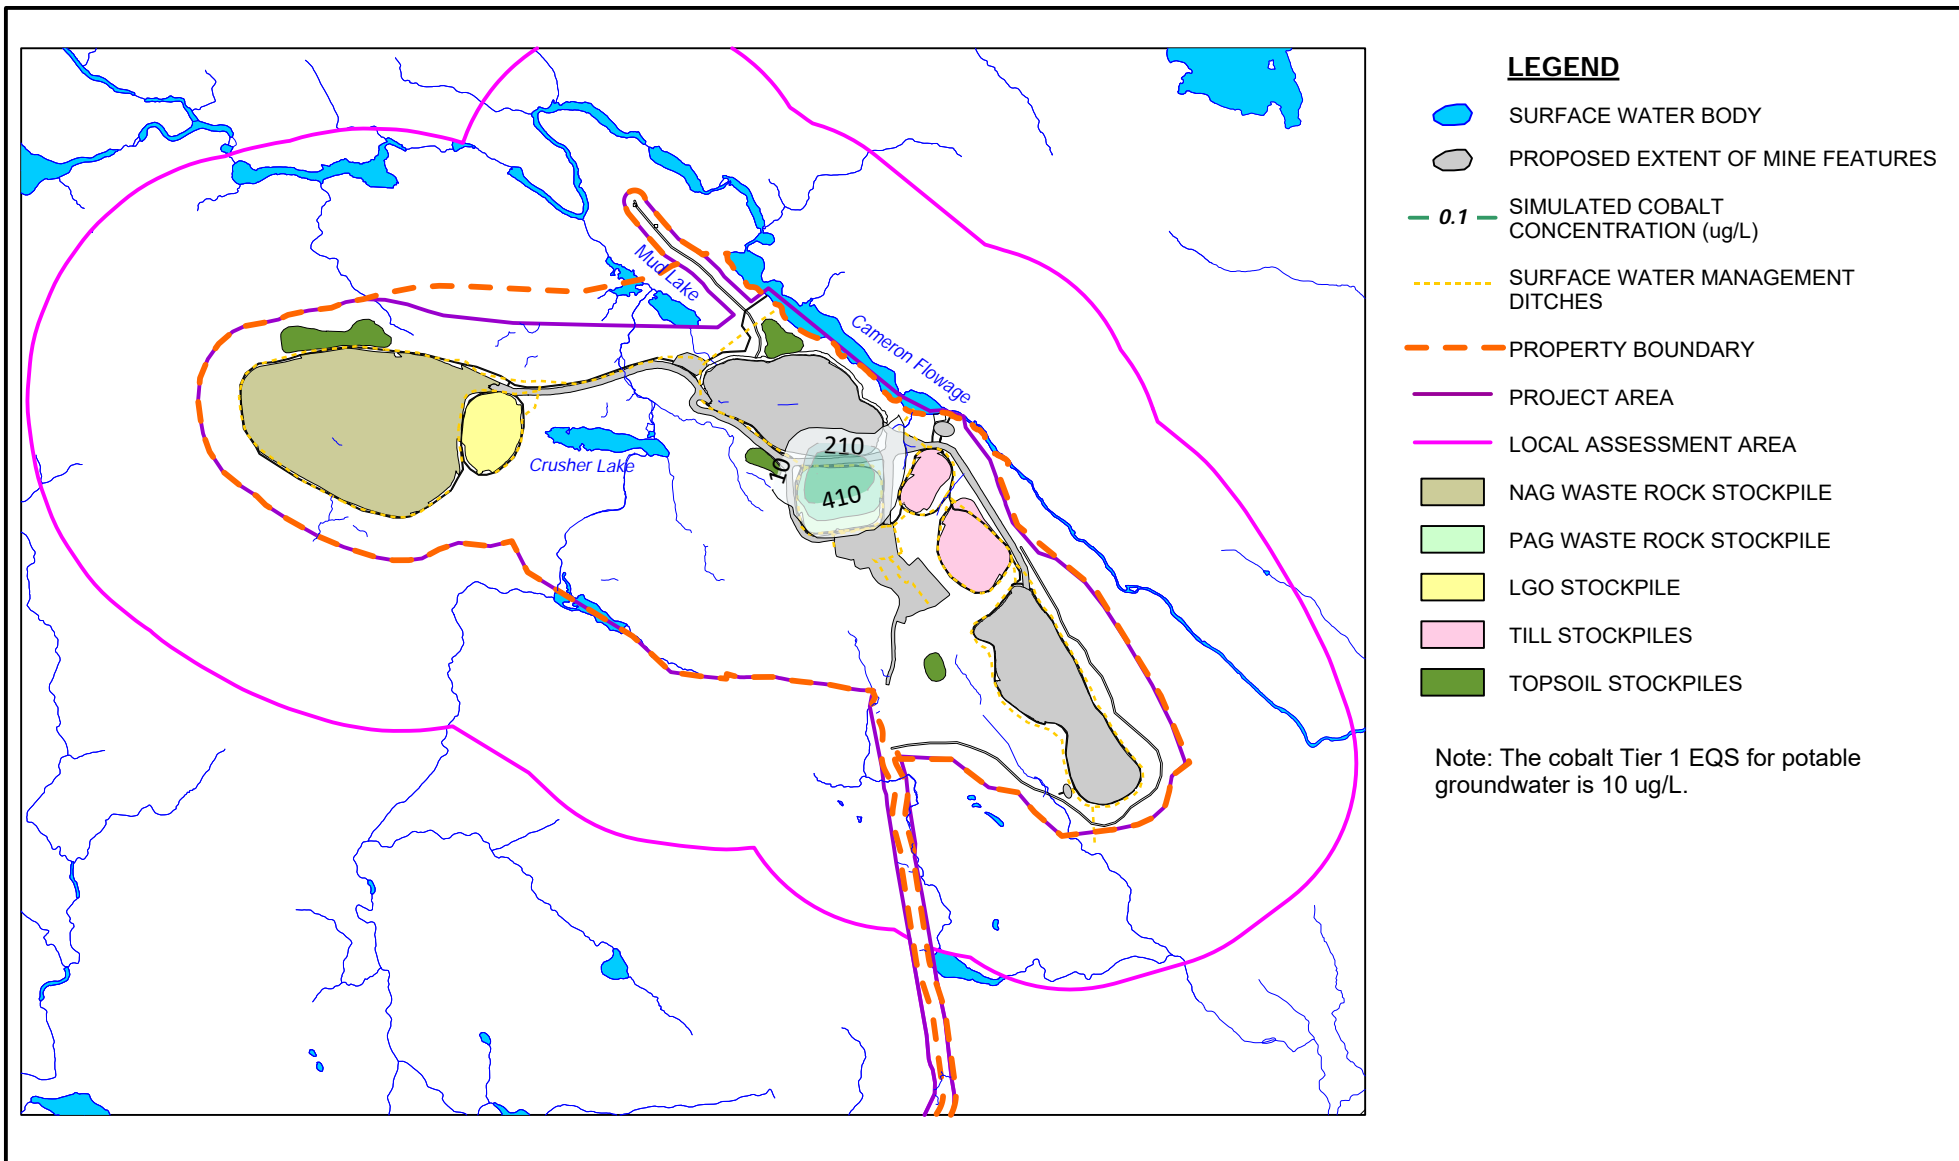 Mud Lake
Cameron Flowage
Crusher Lake
210
10
410
LEGEND
SURFACE WATER BODY
PROPOSED EXTENT OF MINE FEATURES
0.1
SIMULATED COBALT
CONCENTRATION (ug/L)
SURFACE WATER MANAGEMENT
DITCHES
PROPERTY BOUNDARY
PROJECT AREA
LOCAL ASSESSMENT AREA
NAG WASTE ROCK STOCKPILE
PAG WASTE ROCK STOCKPILE
LGO STOCKPILE
TILL STOCKPILES
TOPSOIL STOCKPILES
Note: The cobalt Tier 1 EQS for potable
groundwater is 10 ug/L.